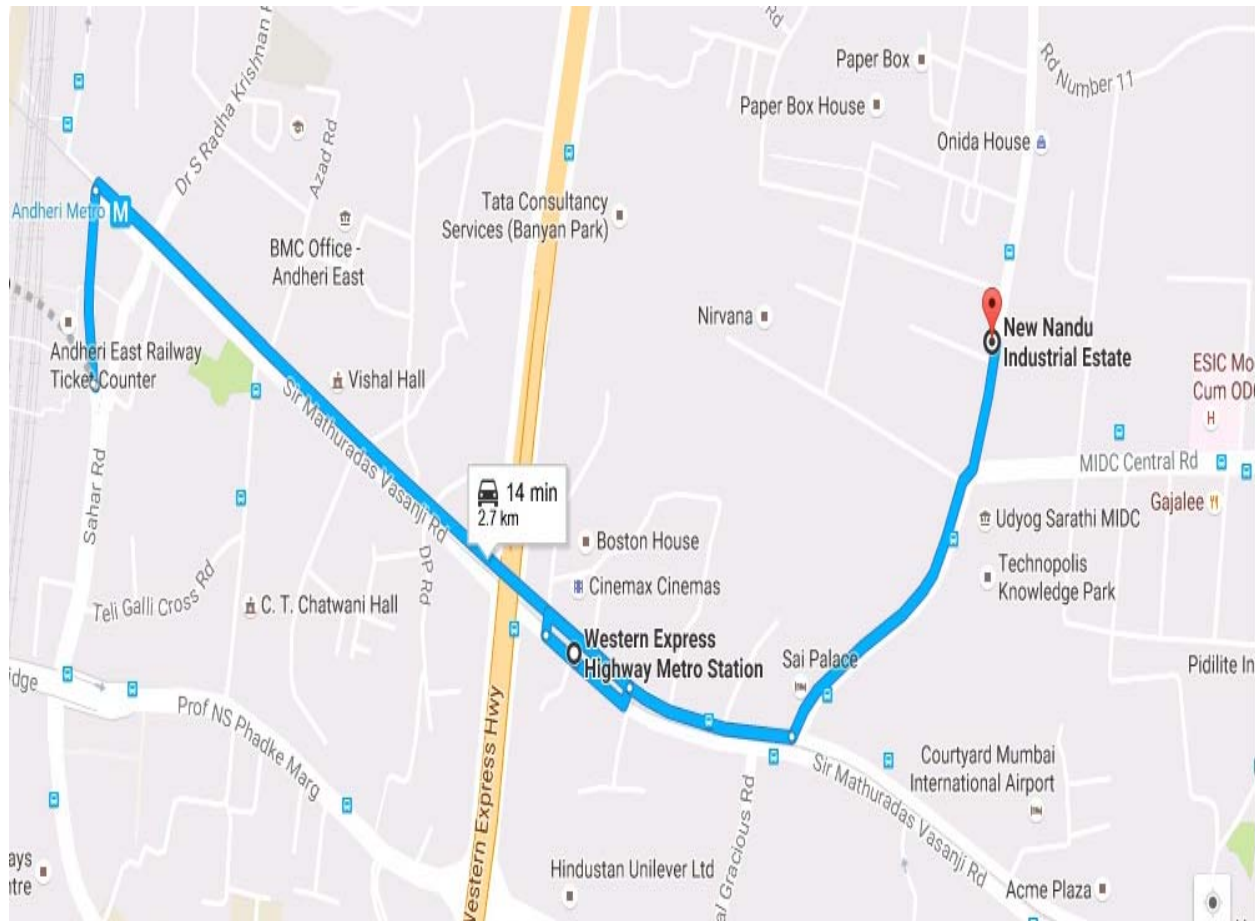 Rd
Paper Box
Rd Number 11
Paper Box House
Onida House
Dr S Radha Krishnan R
Azad Rd
Andheri Metro M
Tata Consultancy
Services (Banyan Park)
BMC Office -
Andheri East
Nirvana
New Nandu
Industrial Estate
Andheri East Railway
Ticket Counter
Vishal Hall
ESIC Mo
Cum OD
H
Sir Mathuradas Vasanji Rd
MIDC Central Rd
14 min
2.7 km
Gajalee
Sahar Rd
Udyog Sarathi MIDC
Boston House
DP Rd
Technopolis
Knowledge Park
Cinemax Cinemas
Teli Galli Cross Rd
C. T. Chatwani Hall
Western Express
Highway Metro Station
Sai Palace
Pidilite In
idge
Prof NS Phadke Marg
Western Express Hwy
Courtyard Mumbai
International Airport
Sir Mathuradas Vasanji Rd
al Gracious Rd
Hindustan Unilever Ltd
ays
tre
Acme Plaza